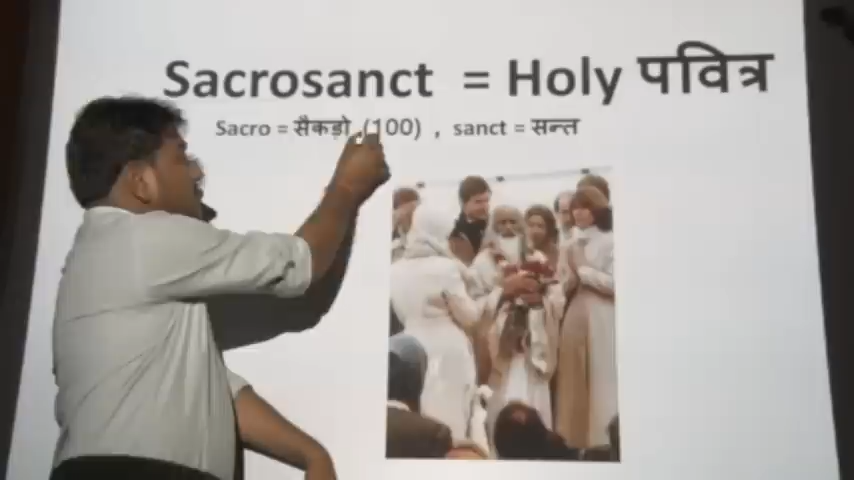 Sacrosanct = Holy पवित्र
Sacro = सैकड़ो (100) , sanct = सन्त